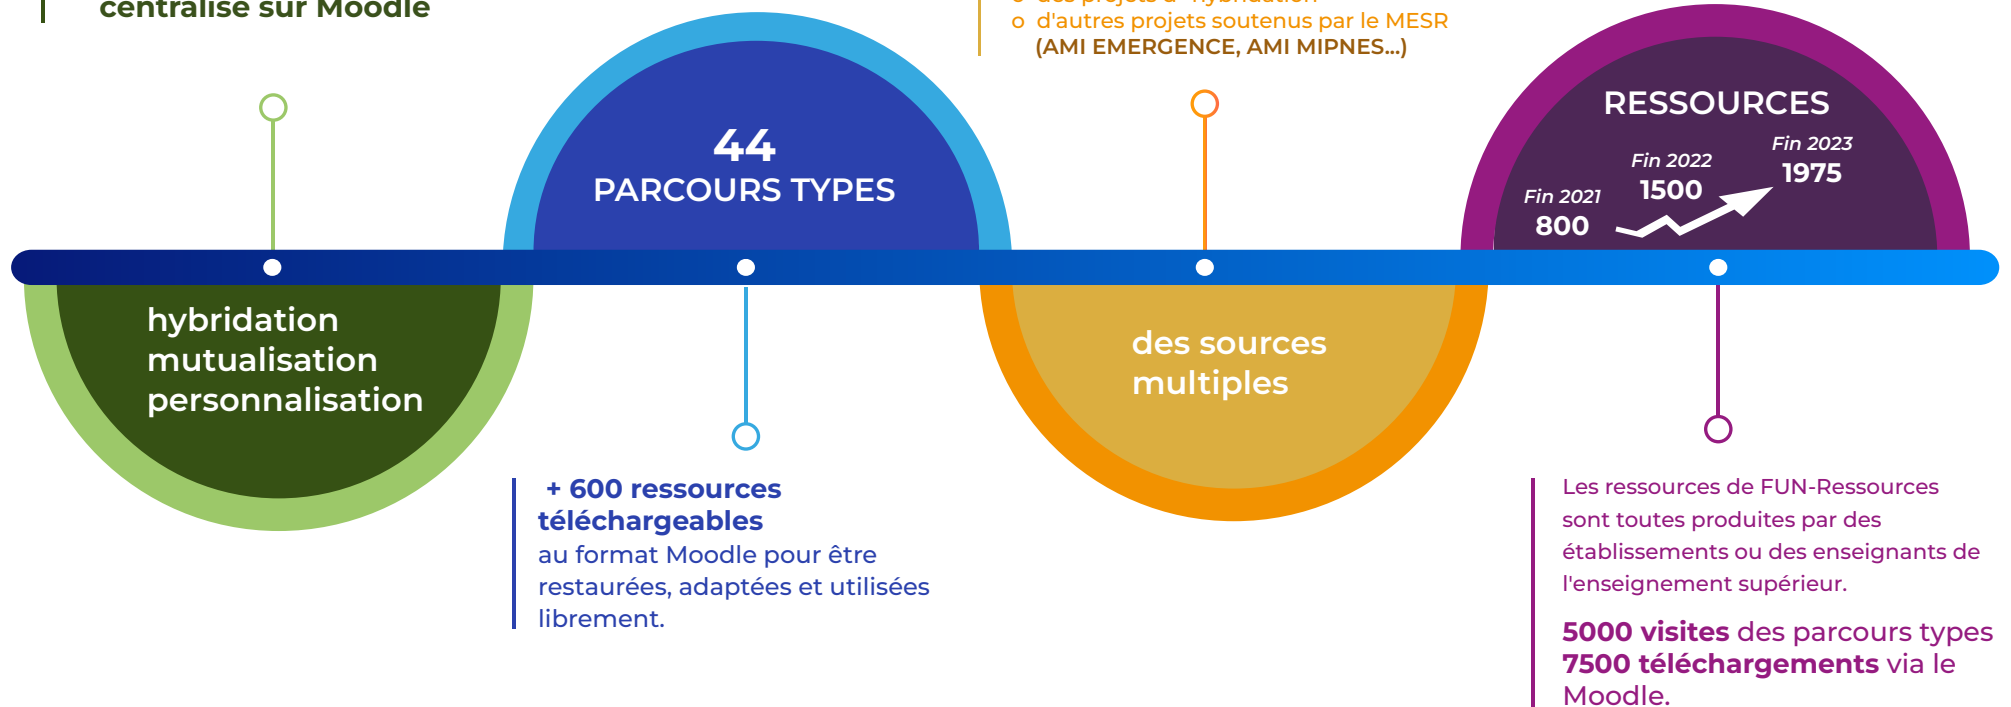 centralisé sur Moodle
hybridation
mutualisation
personnalisation
44
PARCOURS TYPES
+ 600 ressources
téléchargeables
au format Moodle pour être
restaurées, adaptées et utilisées
librement.
o des projets d' hybridation
o d'autres projets soutenus par le MESR
(AMI EMERGENCE, AMI MIPNES...)
des sources
multiples
RESSOURCES
Fin 2021
800
Fin 2022
1500
Fin 2023
1975
Les ressources de FUN-Ressources
sont toutes produites par des
établissements ou des enseignants de
l'enseignement supérieur.
5000 visites des parcours types
7500 téléchargements via le
Moodle.